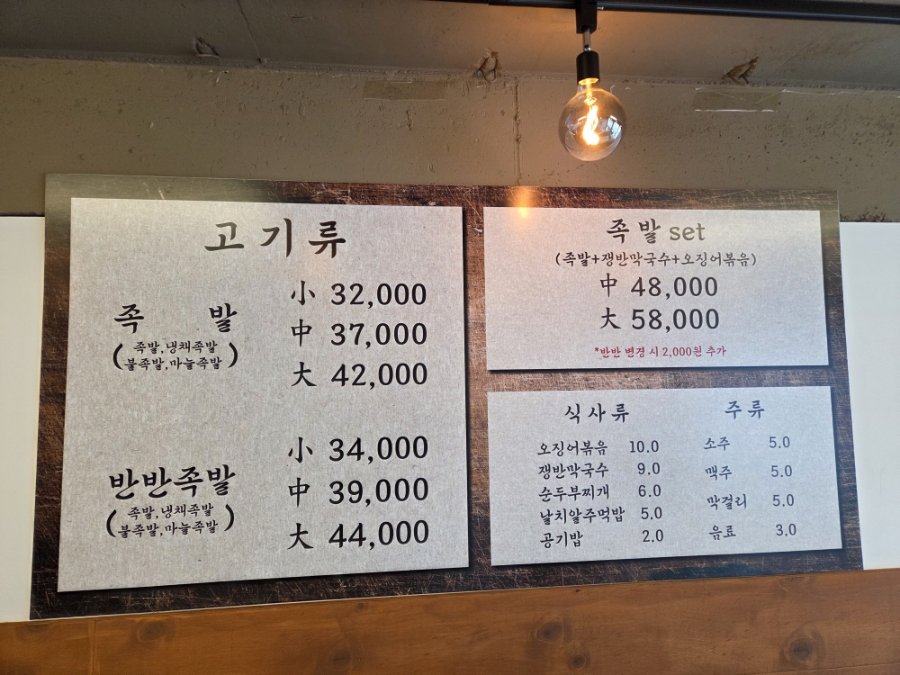 고기류
족 발
(족발,냉채족발
불족발,마늘족발)
小 32,000
中 37,000
大 42,000
반반족발
(족발,냉채족발
불족발,마늘족발)
小 34,000
中 39,000
大 44,000
족발 set
(족발+쟁반막국수+오징어볶음)
中 48,000
大 58,000
*반반 변경 시 2,000원 추가
식사류
오징어볶음 10.0
쟁반막국수 9.0
순두부찌개 6.0
날치알주먹밥 5.0
공기밥 2.0
주류
소주 5.0
맥주 5.0
막걸리 5.0
음료 3.0